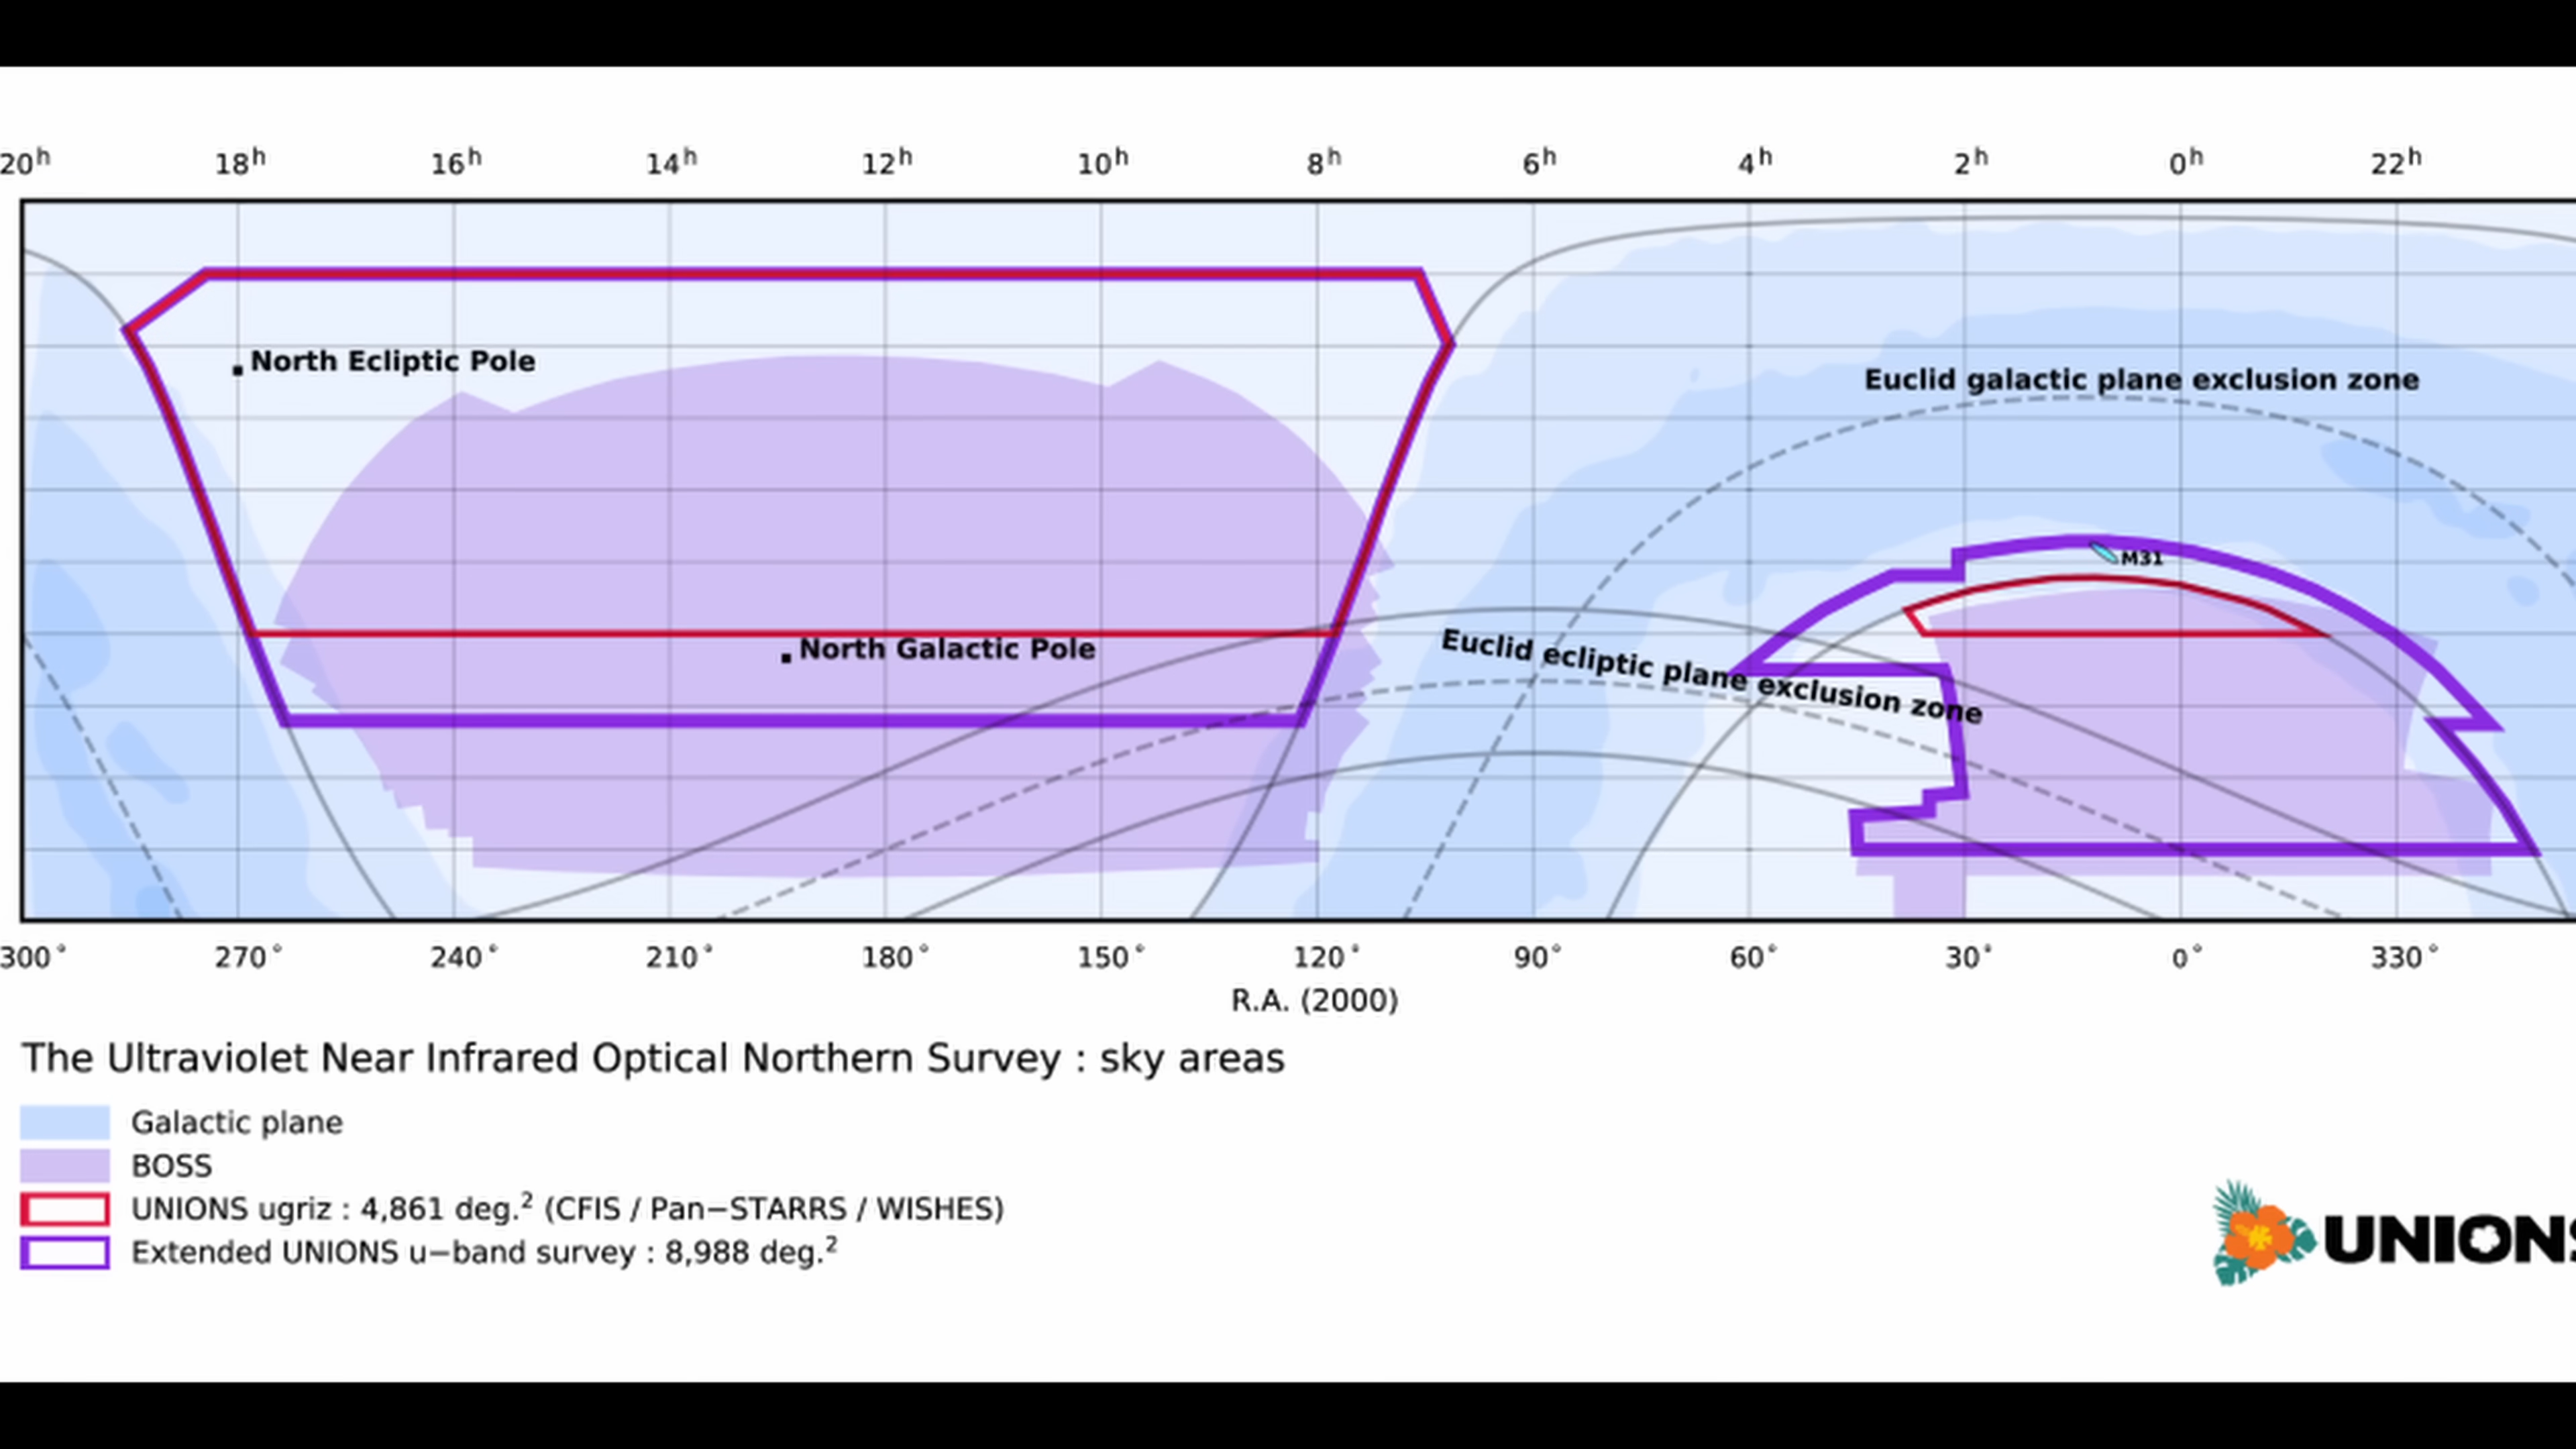 20h 18h 16h 14h 12h 10h 8h 6h 4h 2h 0h 22h
North Ecliptic Pole
Euclid galactic plane exclusion zone
M31
North Galactic Pole
Euclid ecliptic plane exclusion zone
300° 270° 240° 210° 180° 150° 120° 90° 60° 30° 0° 330°
R.A. (2000)
The Ultraviolet Near Infrared Optical Northern Survey : sky areas
Galactic plane
BOSS
UNIONS ugriz : 4,861 deg.² (CFIS / Pan−STARRS / WISHES)
Extended UNIONS u−band survey : 8,988 deg.²
UNIONS